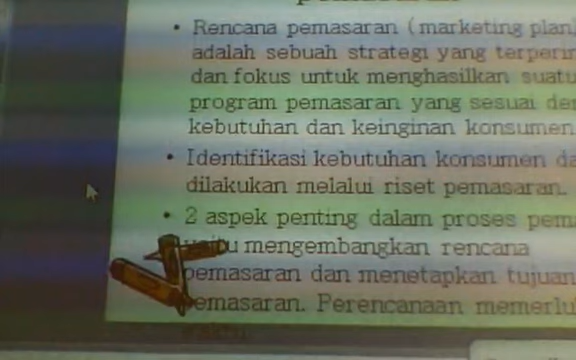 • Rencana pemasaran (marketing plan)
adalah sebuah strategi yang
dan fokus untuk menghasilkan suatu
program pemasaran yang sesuai
kebutuhan dan keinginan konsumen
• Identifikasi kebutuhan konsumen
dilakukan melalui riset pemasaran.
• 2 aspek penting dalam proses
yaitu mengembangkan rencana
pemasaran dan menetapkan tujuan
pemasaran. Perencanaan